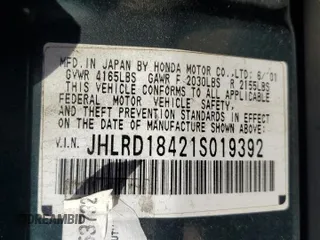 MFD. IN JAPAN BY HONDA MOTOR CO.,LTD. 6/01
GVWR 4165LBS GAWR F 2030LBS R 2155LBS
THIS VEHICLE CONFORMS TO ALL APPLICABLE
FEDERAL MOTOR VEHICLE SAFETY,
AND THEFT PREVENTION STANDARDS
IN EFFECT ON THE DATE OF
MANUFACTURE SHOWN ABOVE.
V.I.N. JHLRD18421S019392
SCREAMBID